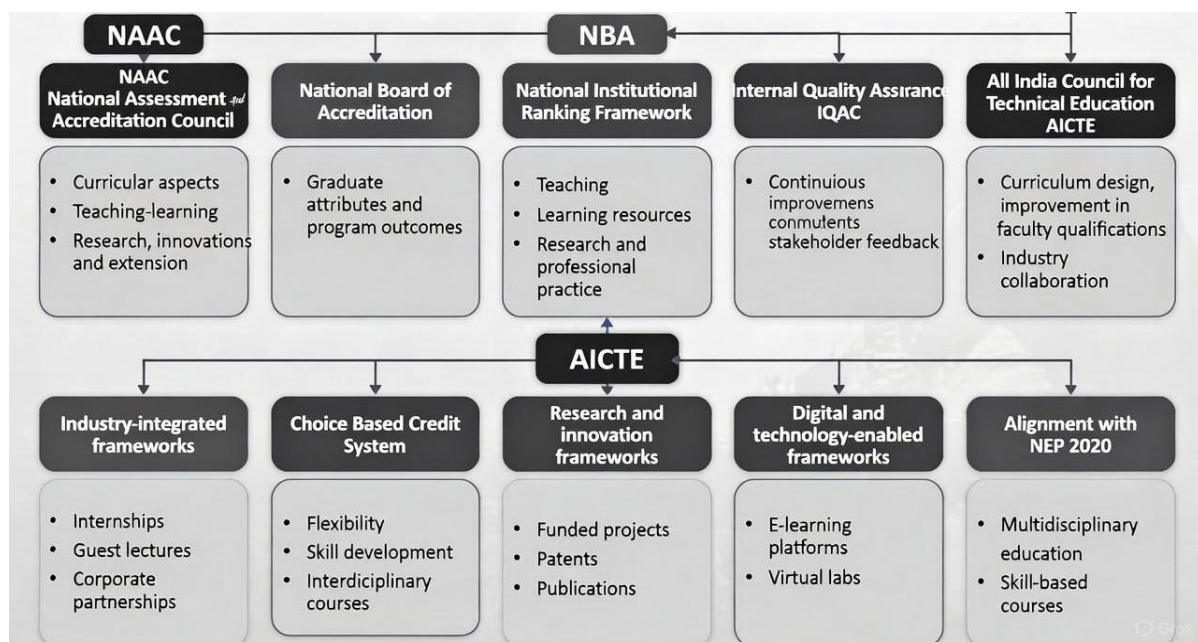 NAAC
NBA
NAAC
National Assessment and
Accreditation Council
National Board of
Accreditation
National Institutional
Ranking Framework
Internal Quality Assirance
IQAC
All India Council for
Technical Education
AICTE
• Curricular aspects
• Teaching-learning
• Research, innovations
and extension
• Graduate
attributes and
program outcomes
• Teaching
• Learning resources
• Research and
professional
practice
• Continuious
improvemens
conmutents
stakeholder feedback
• Curriculum design,
improvement in
faculty qualifications
• Industry
collaboration
AICTE
Industry-integrated
frameworks
Choice Based Credit
System
Research and
innovation
frameworks
Digital and
technology-enabled
frameworks
Alignment with
NEP 2020
• Internships
• Guest lectures
• Corporate
partnerships
• Flexibility
• Skill development
• Interdiciplinary
courses
• Funded projects
• Patents
• Publications
• E-learning
platforms
• Virtual labs
• Multidisciplinary
education
• Skill-based
courses
Grok